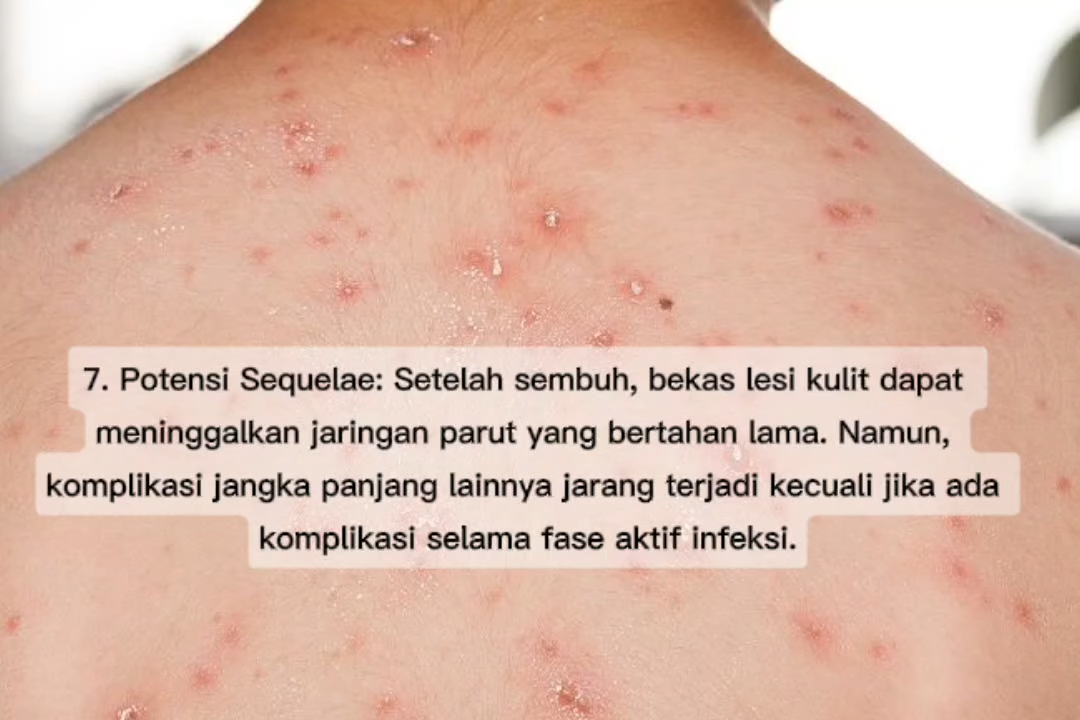 7. Potensi Sequelae: Setelah sembuh, bekas lesi kulit dapat
meninggalkan jaringan parut yang bertahan lama. Namun,
komplikasi jangka panjang lainnya jarang terjadi kecuali jika ada
komplikasi selama fase aktif infeksi.